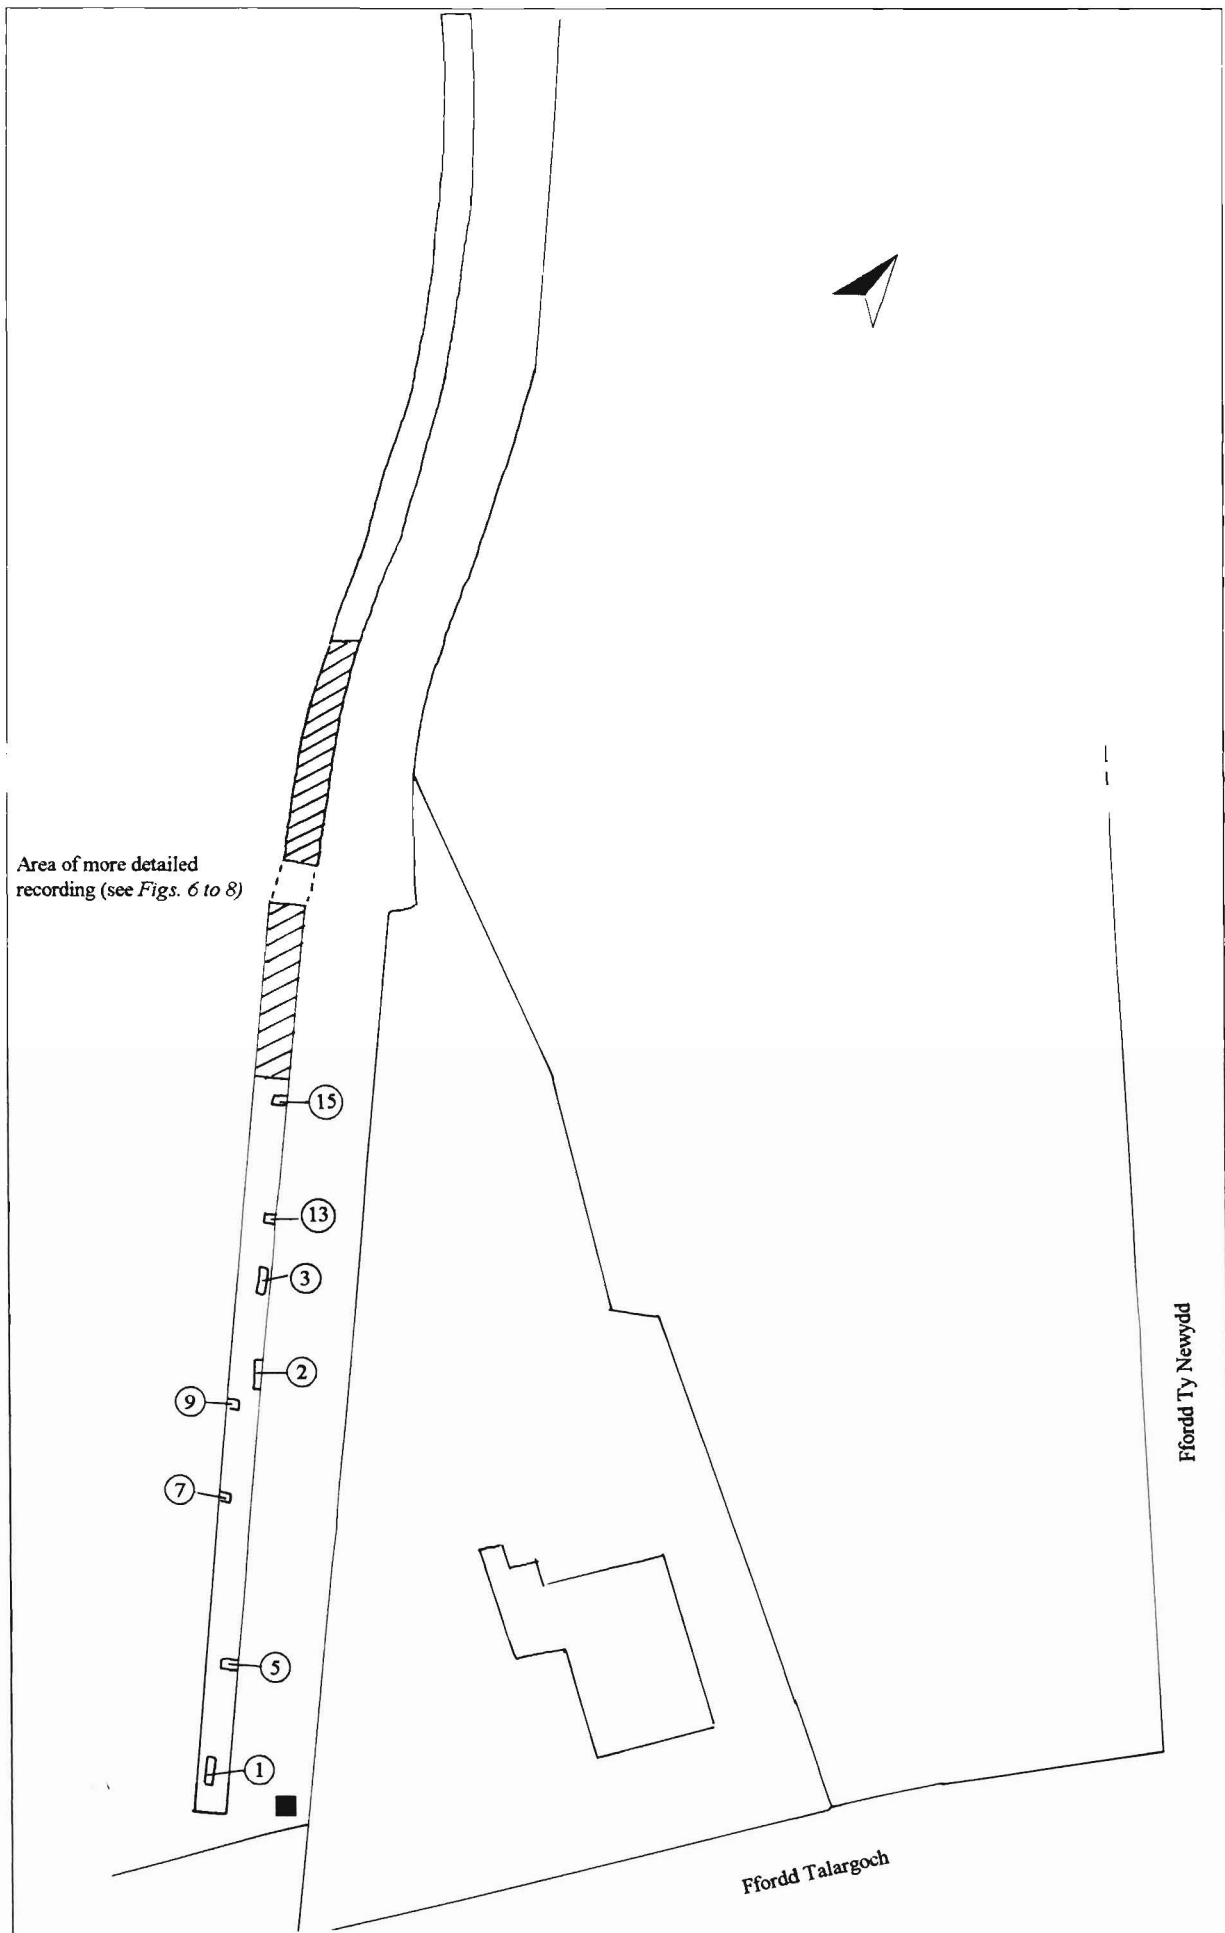 Area of more detailed
recording (see Figs. 6 to 8)
15
13
3
2
9
7
5
1
Ffordd Ty Newydd
Ffordd Talargoch